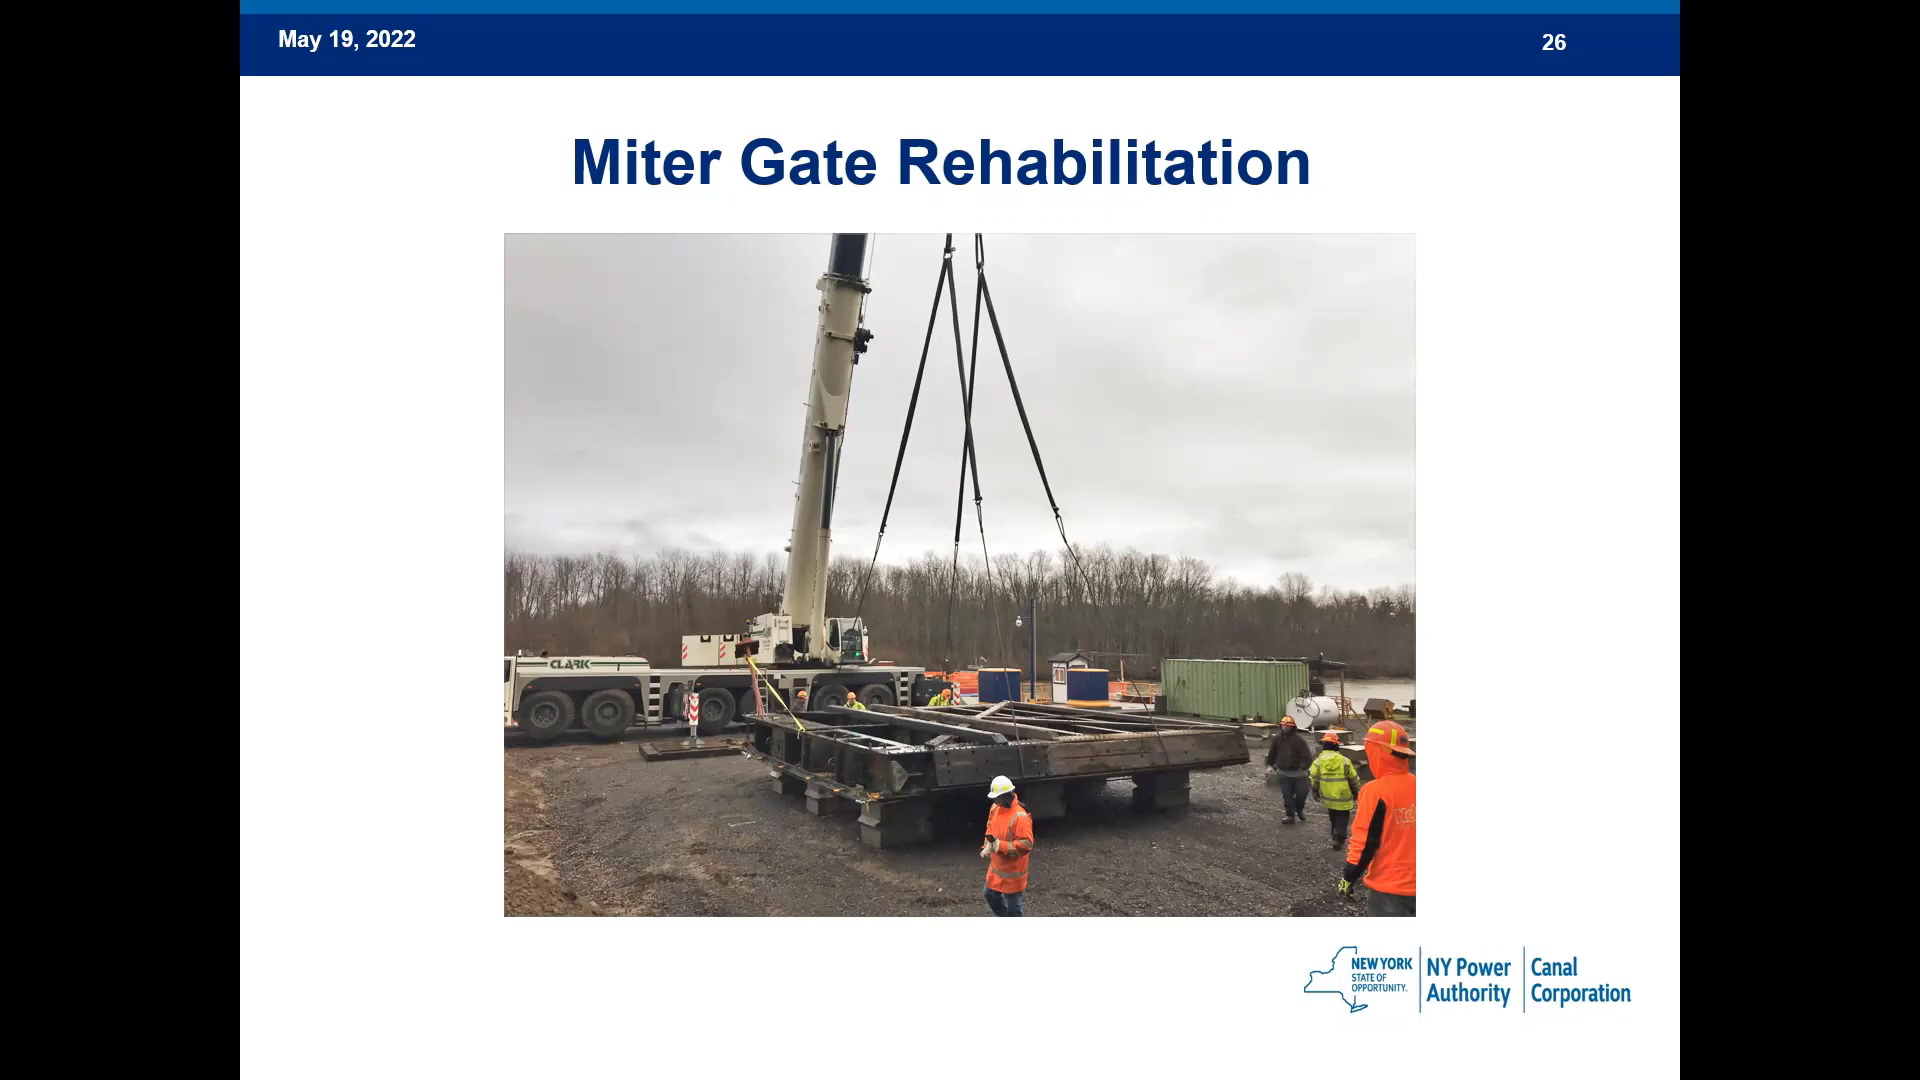 May 19, 2022
26
Miter Gate Rehabilitation
CLARK
NEW YORK
STATE OF
OPPORTUNITY.
NY Power
Authority
Canal
Corporation